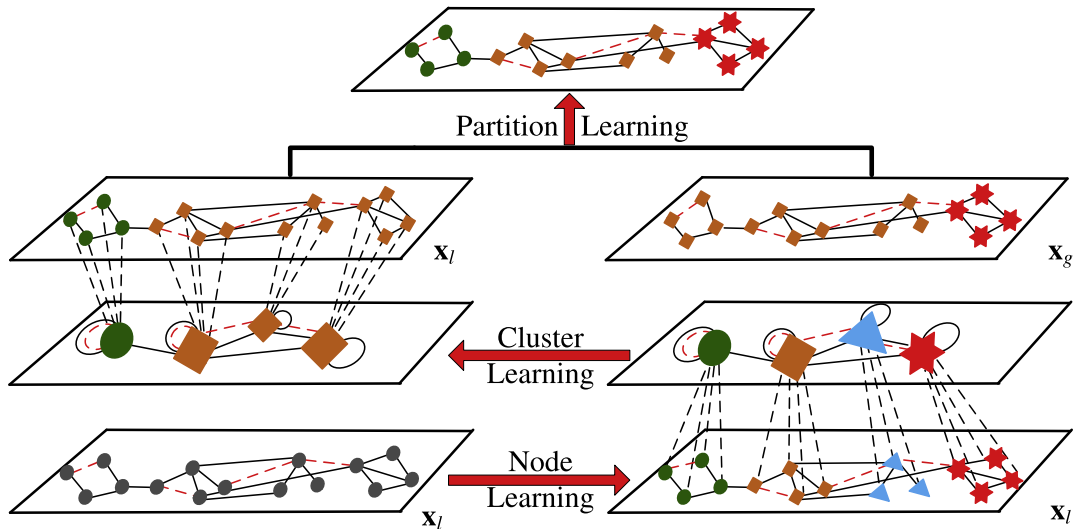 Partition Learning
x_l
x_g
Cluster
Learning
Node
Learning
x_l
x_l